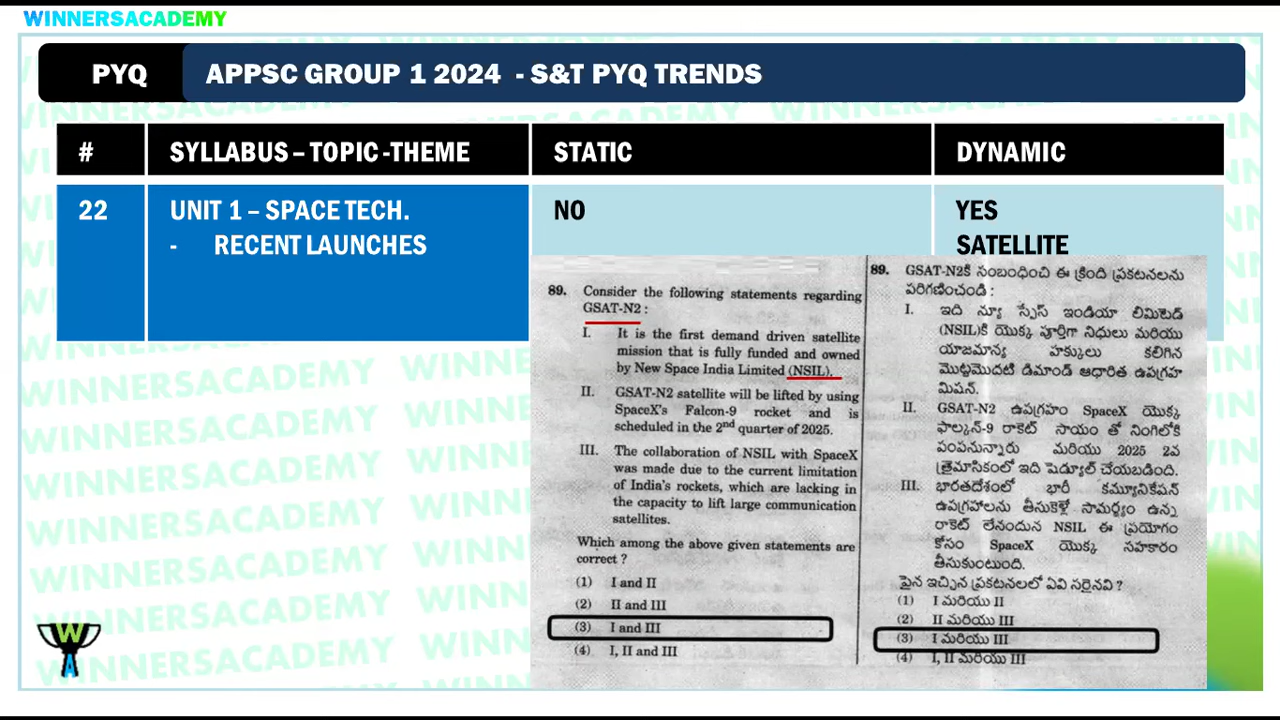 WINNERSACADEMY
PYQ
APPSC GROUP 1 2024 - S&T PYQ TRENDS
#
SYLLABUS – TOPIC -THEME
STATIC
DYNAMIC
22
UNIT 1 – SPACE TECH.
- RECENT LAUNCHES
NO
YES
SATELLITE
89. Consider the following statements regarding
GSAT-N2 :
I. It is the first demand driven satellite
mission that is fully funded and owned
by New Space India Limited (NSIL).
II. GSAT-N2 satellite will be lifted by using
SpaceX's Falcon-9 rocket and is
scheduled in the 2nd quarter of 2025.
III. The collaboration of NSIL with SpaceX
was made due to the current limitation
of India's rockets, which are lacking in
the capacity to lift large communication
satellites.
Which among the above given statements are
correct ?
(1) I and II
(2) II and III
(3) I and III
(4) I, II and III
89. GSAT-N2కి సంబంధించి ఈ క్రింది ప్రకటనలను
పరిగణించండి :
I. ఇది న్యూ స్పేస్ ఇండియా లిమిటెడ్
(NSIL)కి యొక్క పూర్తిగా నిధులు మరియు
యాజమాన్య హక్కులు కలిగిన
మొట్టమొదటి డిమాండ్ ఆధారిత ఉపగ్రహ
మిషన్.
II. GSAT-N2 ఉపగ్రహం SpaceX యొక్క
ఫాల్కన్-9 రాకెట్ సాయం తో నింగిలోకి
పంపనున్నారు మరియు 2025 2వ
త్రైమాసికంలో ఇది షెడ్యూల్ చేయబడింది.
III. భారతదేశంలో భారీ కమ్యూనికేషన్
ఉపగ్రహాలను తీసుకెళ్లే సామర్థ్యం ఉన్న
రాకెట్ లేనందున NSIL ఈ ప్రయోగం
కోసం SpaceX యొక్క సహకారం
తీసుకుంటుంది.
పైన ఇచ్చిన ప్రకటనలలో ఏవి సరైనవి ?
(1) I మరియు II
(2) II మరియు III
(3) I మరియు III
(4) I, II మరియు III
W
A